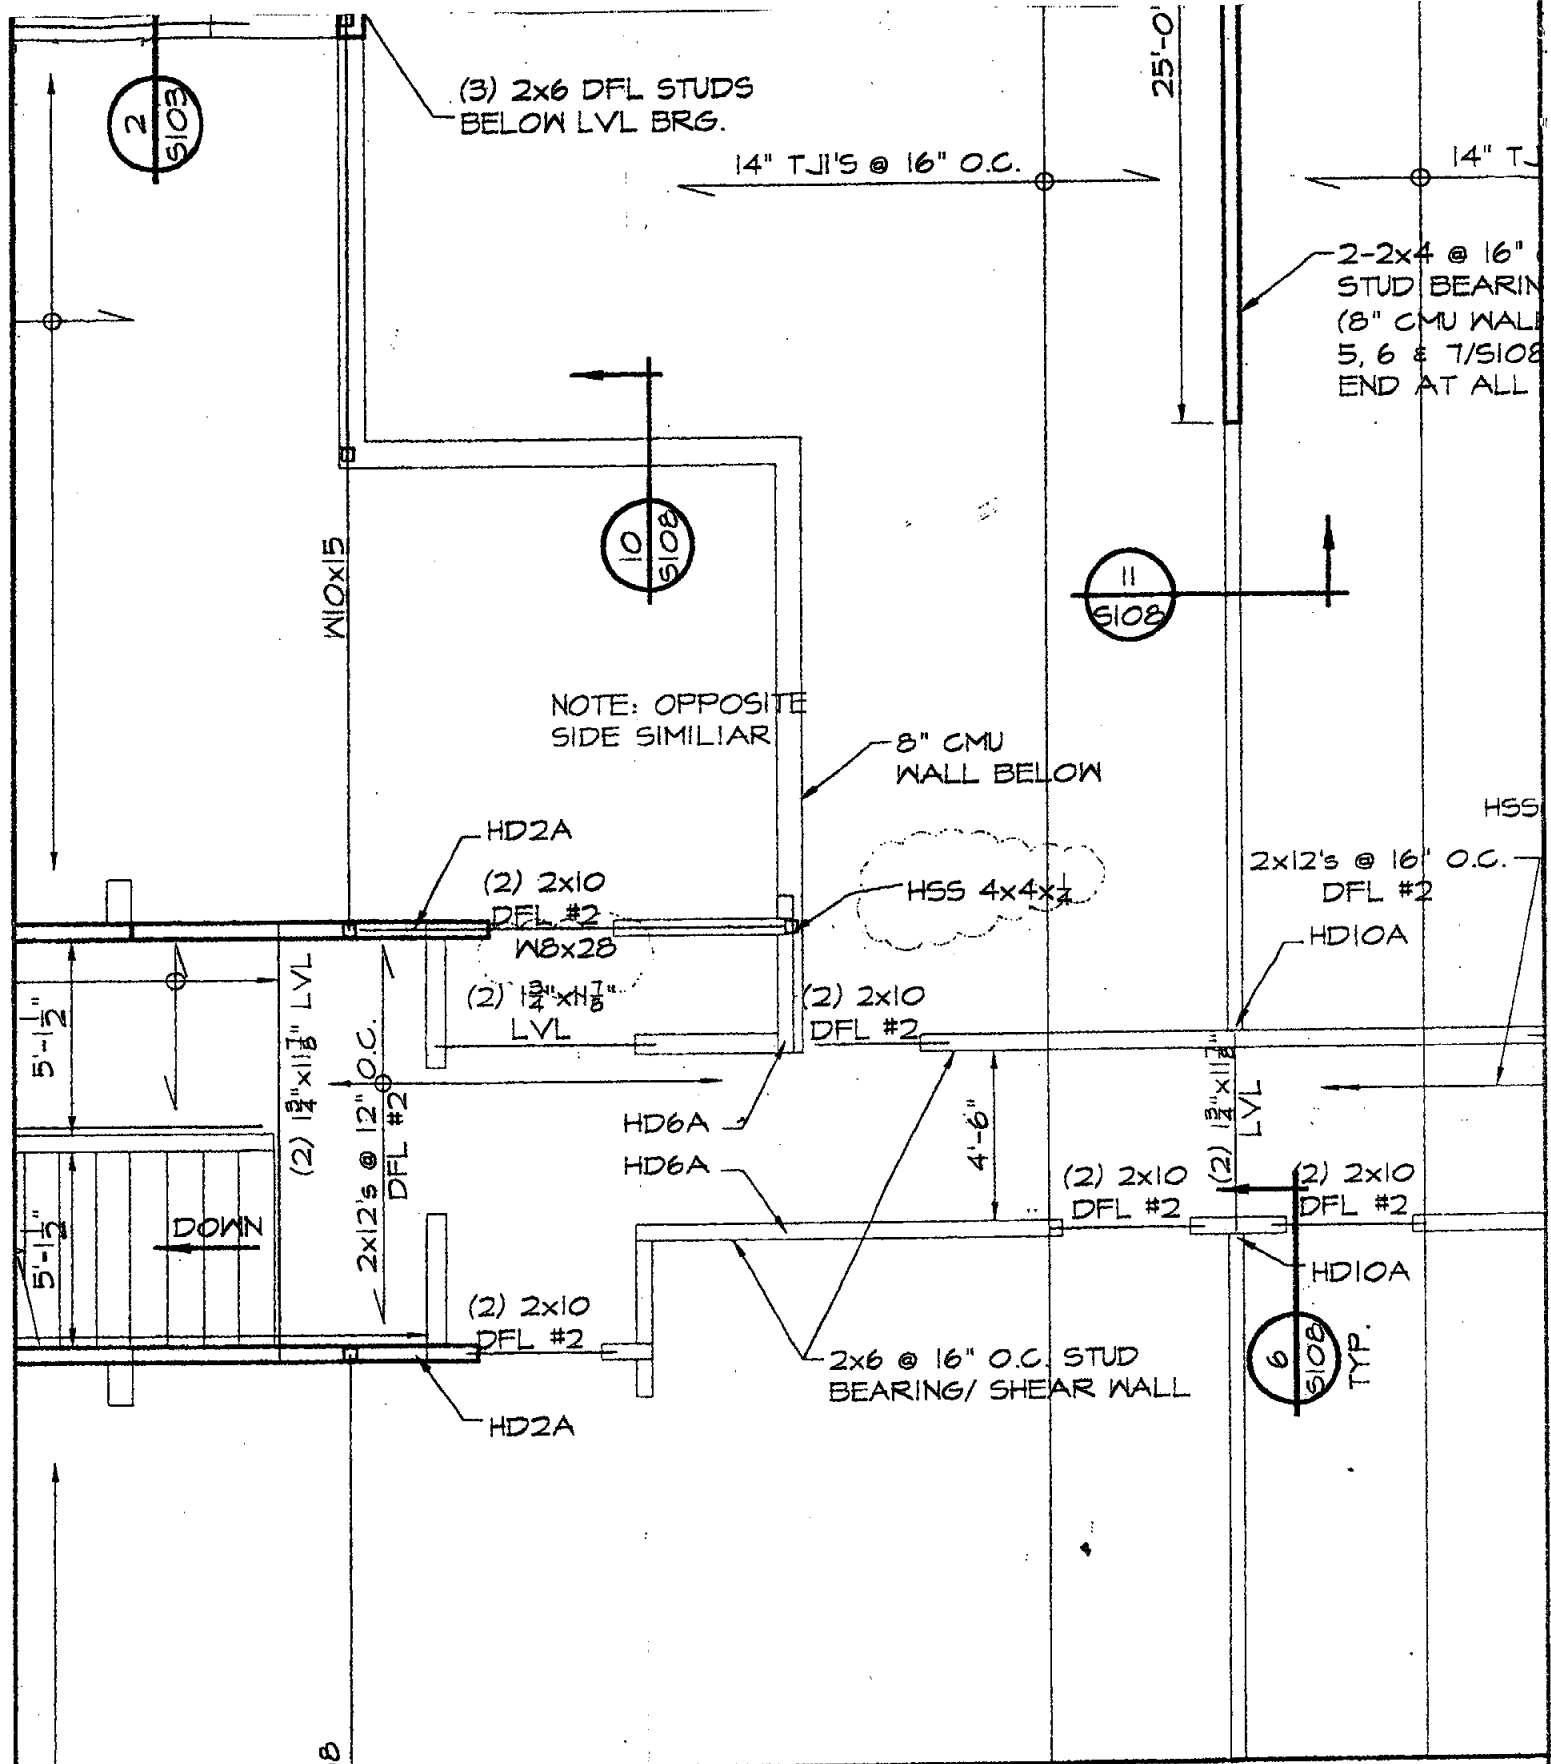 25'-0"
2
S103
(3) 2x6 DFL STUDS
BELOW LVL BRG.
14" TJI'S @ 16" O.C.
14"
2-2x4 @ 16"
STUD
(8" CMU
5, 6 & 7/S108
END AT ALL
10
S108
W10x15
11
S108
NOTE: OPPOSITE
SIDE SIMILIAR
8" CMU
WALL BELOW
HSS
HD2A
(2) 2x10
DFL #2
W8x28
HSS 4x4x1/4
2x12's @ 16" O.C.
DFL #2
HD10A
5'-1 1/2"
(2) 1 3/4"x11 7/8" LVL
2x12's @ 12" O.C.
DFL #2
(2) 1 3/4"x11 7/8"
LVL
(2) 2x10
DFL #2
(2) 1 3/4"x11 7/8"
LVL
HD6A
HD6A
4'-6"
(2) 2x10
DFL #2
(2) 2x10
DFL #2
DOWN
5'-1 1/2"
HD10A
(2) 2x10
DFL #2
2x6 @ 16" O.C. STUD
BEARING/ SHEAR WALL
6
S108
TYP.
HD2A
8